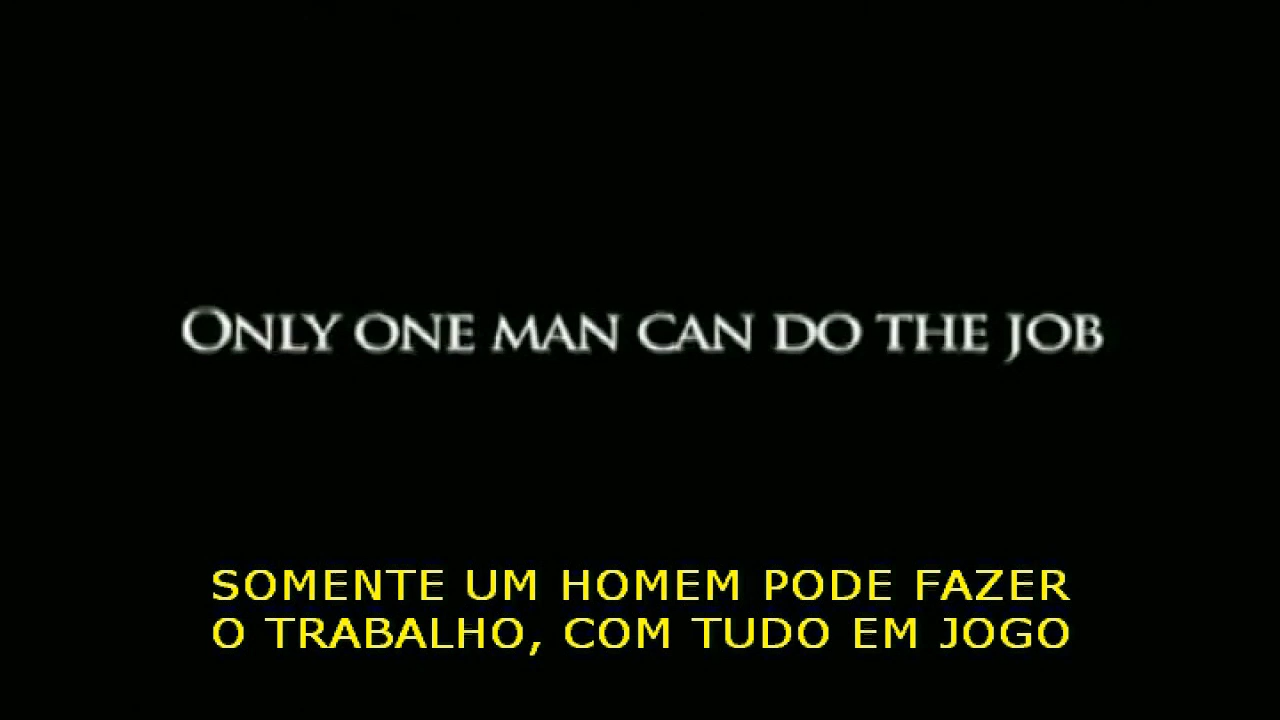 ONLY ONE MAN CAN DO THE JOB
SOMENTE UM HOMEM PODE FAZER
O TRABALHO, COM TUDO EM JOGO